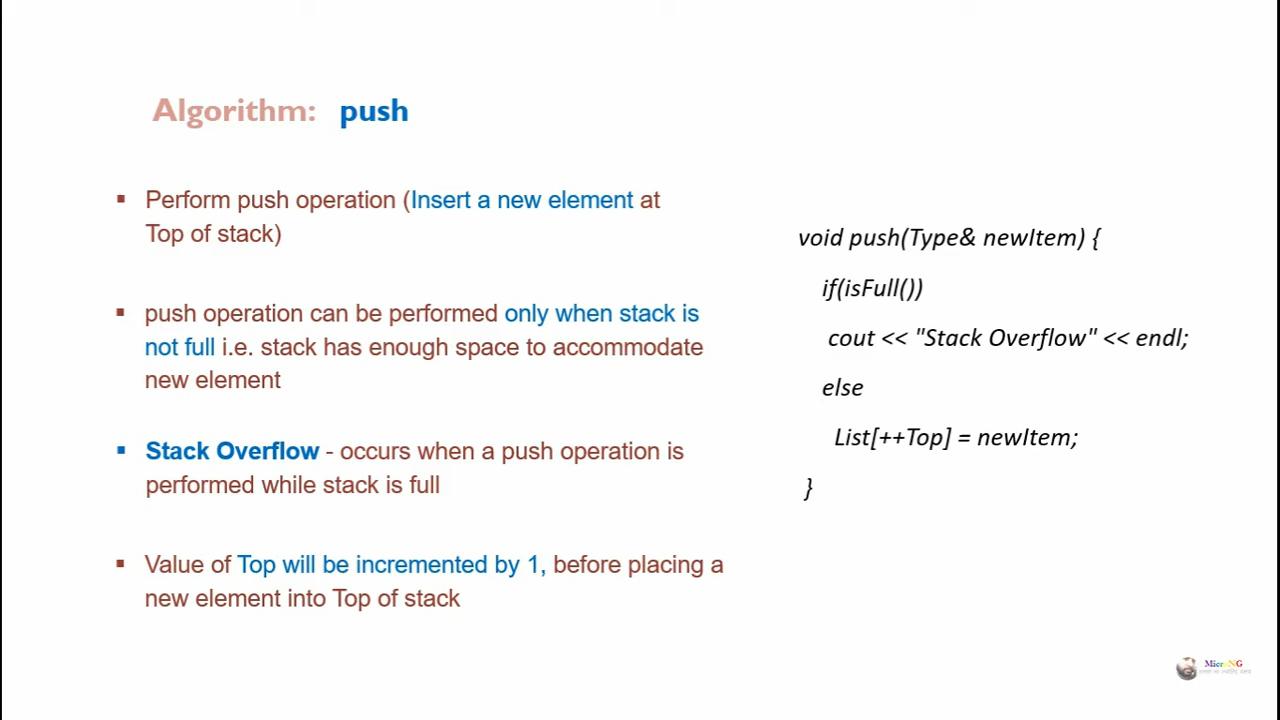 Algorithm: push
▪ Perform push operation (Insert a new element at
Top of stack)
▪ push operation can be performed only when stack is
not full i.e. stack has enough space to accommodate
new element
▪ Stack Overflow - occurs when a push operation is
performed while stack is full
▪ Value of Top will be incremented by 1, before placing a
new element into Top of stack
void push(Type& newItem) {
if(isFull())
cout << "Stack Overflow" << endl;
else
List[++Top] = newItem;
}
MicroNG